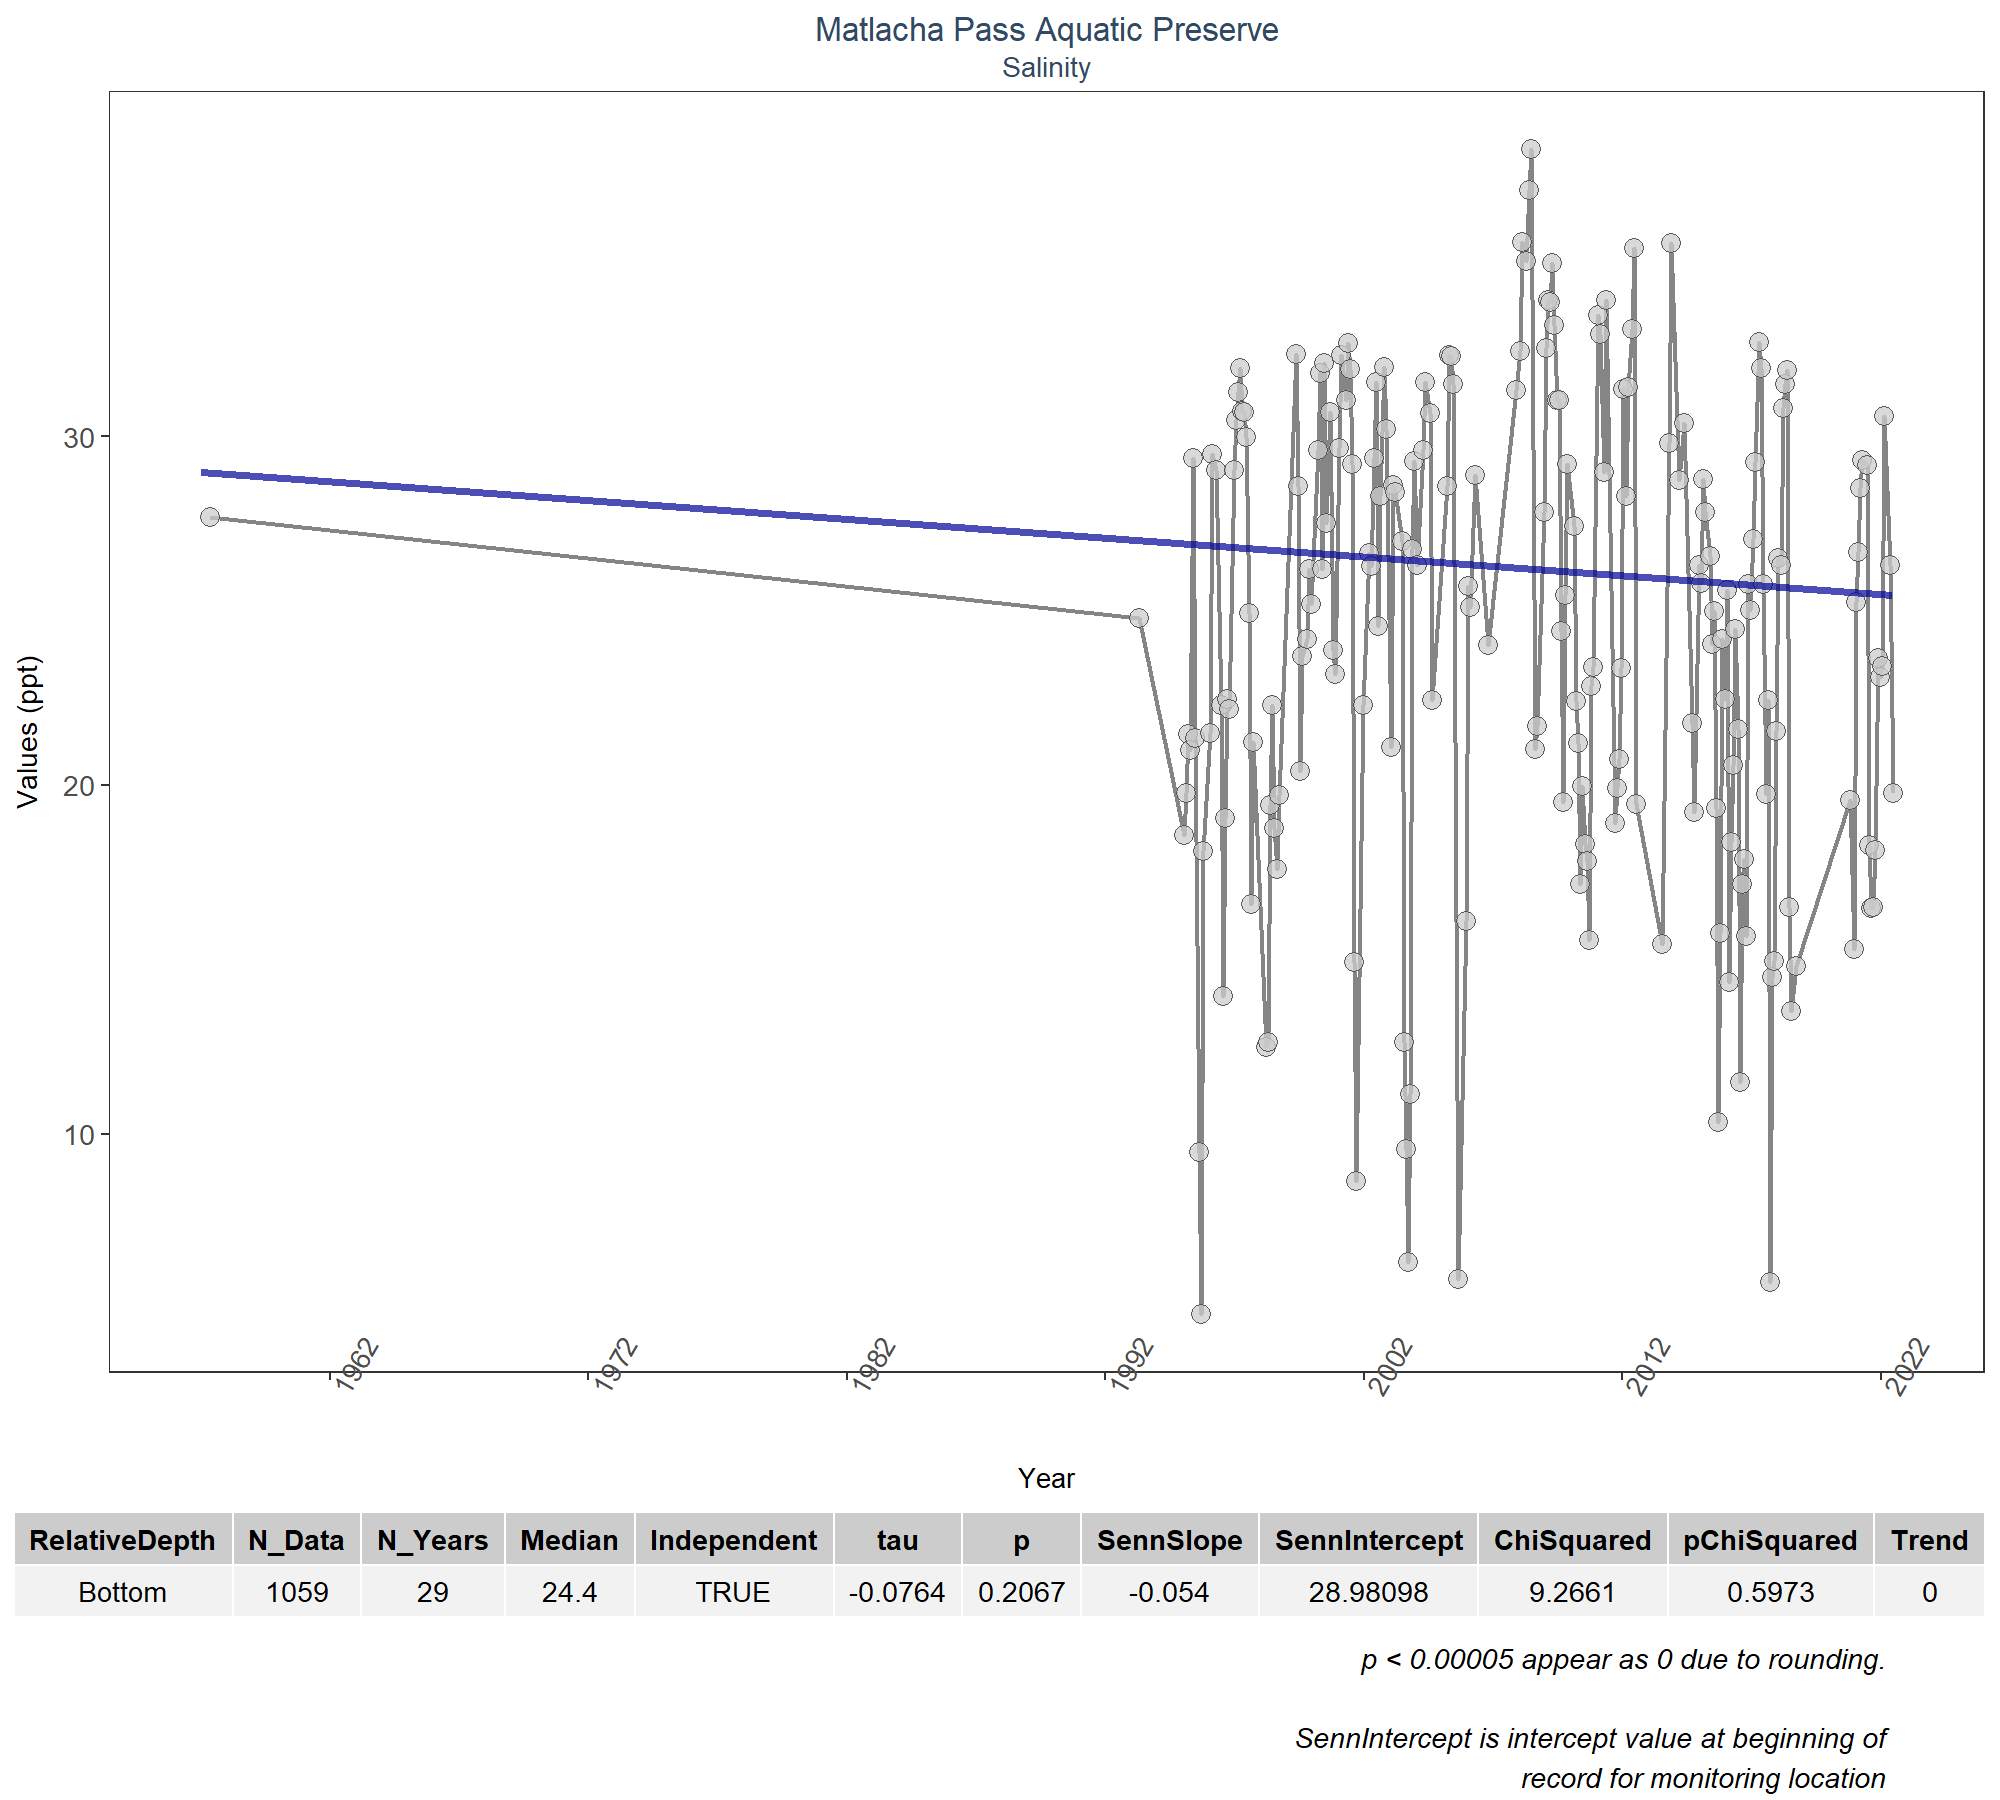 Matlacha Pass Aquatic Preserve
Salinity
Values (ppt)
30
20
10
1962 1972 1982 1992 2002 2012 2022
Year
RelativeDepth N_Data N_Years Median Independent tau p SennSlope SennIntercept ChiSquared pChiSquared Trend
Bottom 1059 29 24.4 TRUE -0.0764 0.2067 -0.054 28.98098 9.2661 0.5973 0
p < 0.00005 appear as 0 due to rounding.
SennIntercept is intercept value at beginning of
record for monitoring location